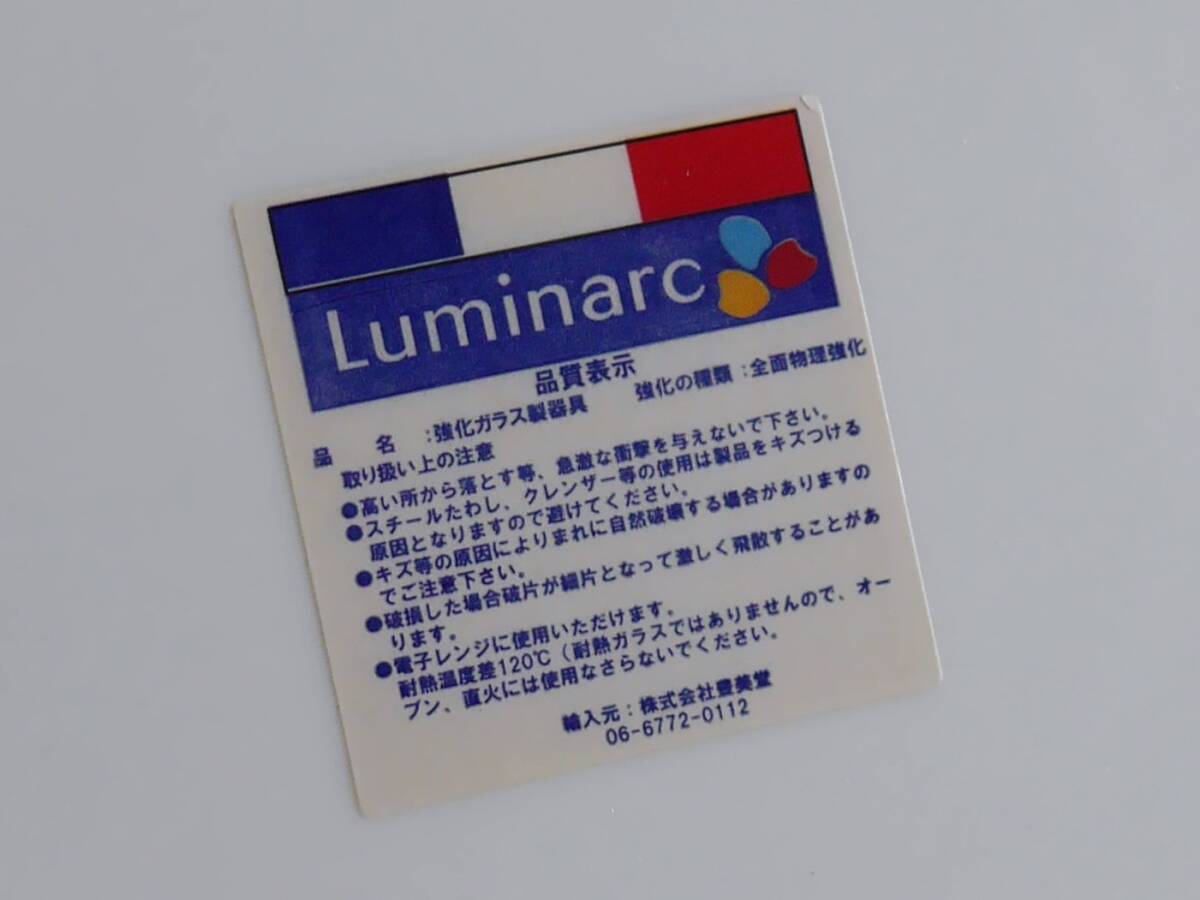 Luminarc
品質表示
品　名　:強化ガラス製器具　強化の種類：全面物理強化
取り扱い上の注意
●高い所から落とす等、急激な衝撃を与えないで下さい。
●スチールたわし、クレンザー等の使用は製品をキズつける
原因となりますので避けてください。
●キズ等の原因によりまれに自然破壊する場合がありますの
でご注意下さい。
●破損した場合破片が細片となって激しく飛散することがあ
ります。
●電子レンジに使用いただけます。
耐熱温度差120℃（耐熱ガラスではありませんので、オー
ブン、直火には使用なさらないでください。
輸入元：株式会社豊美堂
06-6772-0112